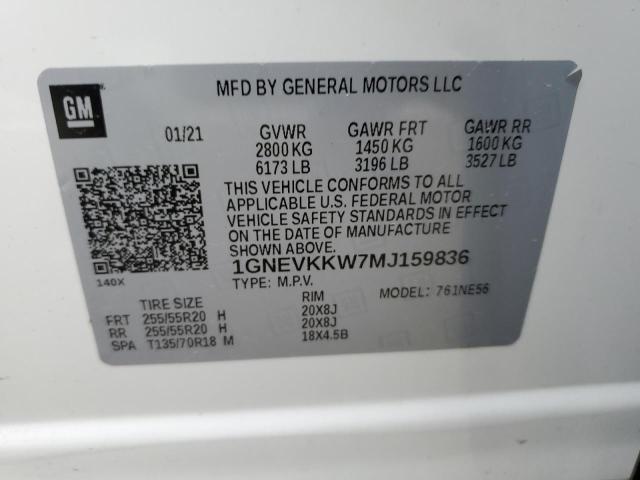 GM
MFD BY GENERAL MOTORS LLC
01/21 GVWR GAWR FRT GAWR RR
2800 KG 1450 KG 1600 KG
6173 LB 3196 LB 3527 LB
THIS VEHICLE CONFORMS TO ALL
APPLICABLE U.S. FEDERAL MOTOR
VEHICLE SAFETY STANDARDS IN EFFECT
ON THE DATE OF MANUFACTURE
SHOWN ABOVE.
1GNEVKKW7MJ159836
140X
TYPE: M.P.V. MODEL: 761NE56
TIRE SIZE RIM
FRT 255/55R20 H 20X8J
RR 255/55R20 H 20X8J
SPA T135/70R18 M 18X4.5B